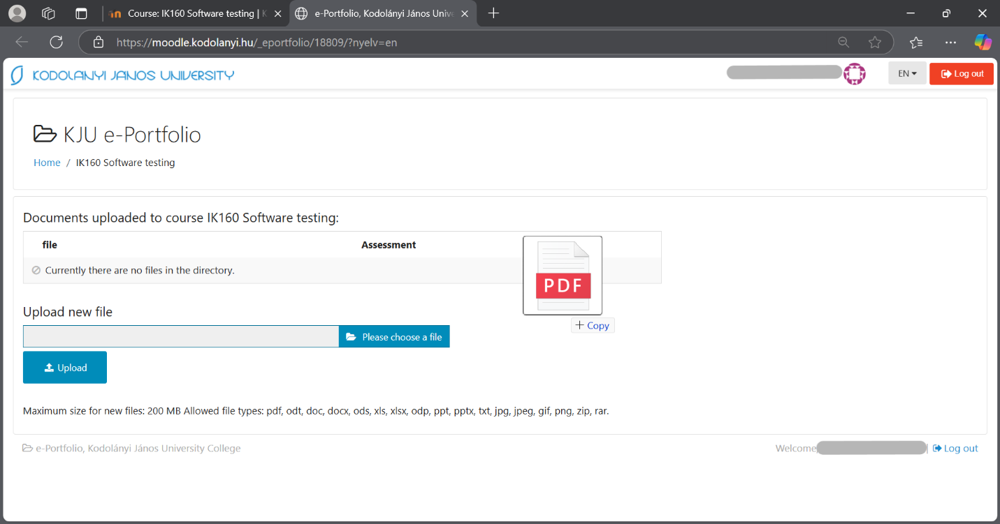 Course: IK160 Software testing | K
e-Portfolio, Kodolányi János Unive
https://moodle.kodolanyi.hu/_eportfolio/18809/?nyelv=en
KODOLÁNYI JÁNOS UNIVERSITY
EN
Log out
KJU e-Portfolio
Home / IK160 Software testing
Documents uploaded to course IK160 Software testing:
file Assessment
Currently there are no files in the directory.
PDF
+ Copy
Upload new file
Please choose a file
Upload
Maximum size for new files: 200 MB Allowed file types: pdf, odt, doc, docx, ods, xls, xlsx, odp, ppt, pptx, txt, jpg, jpeg, gif, png, zip, rar.
e-Portfolio, Kodolányi János University College
Welcome | Log out